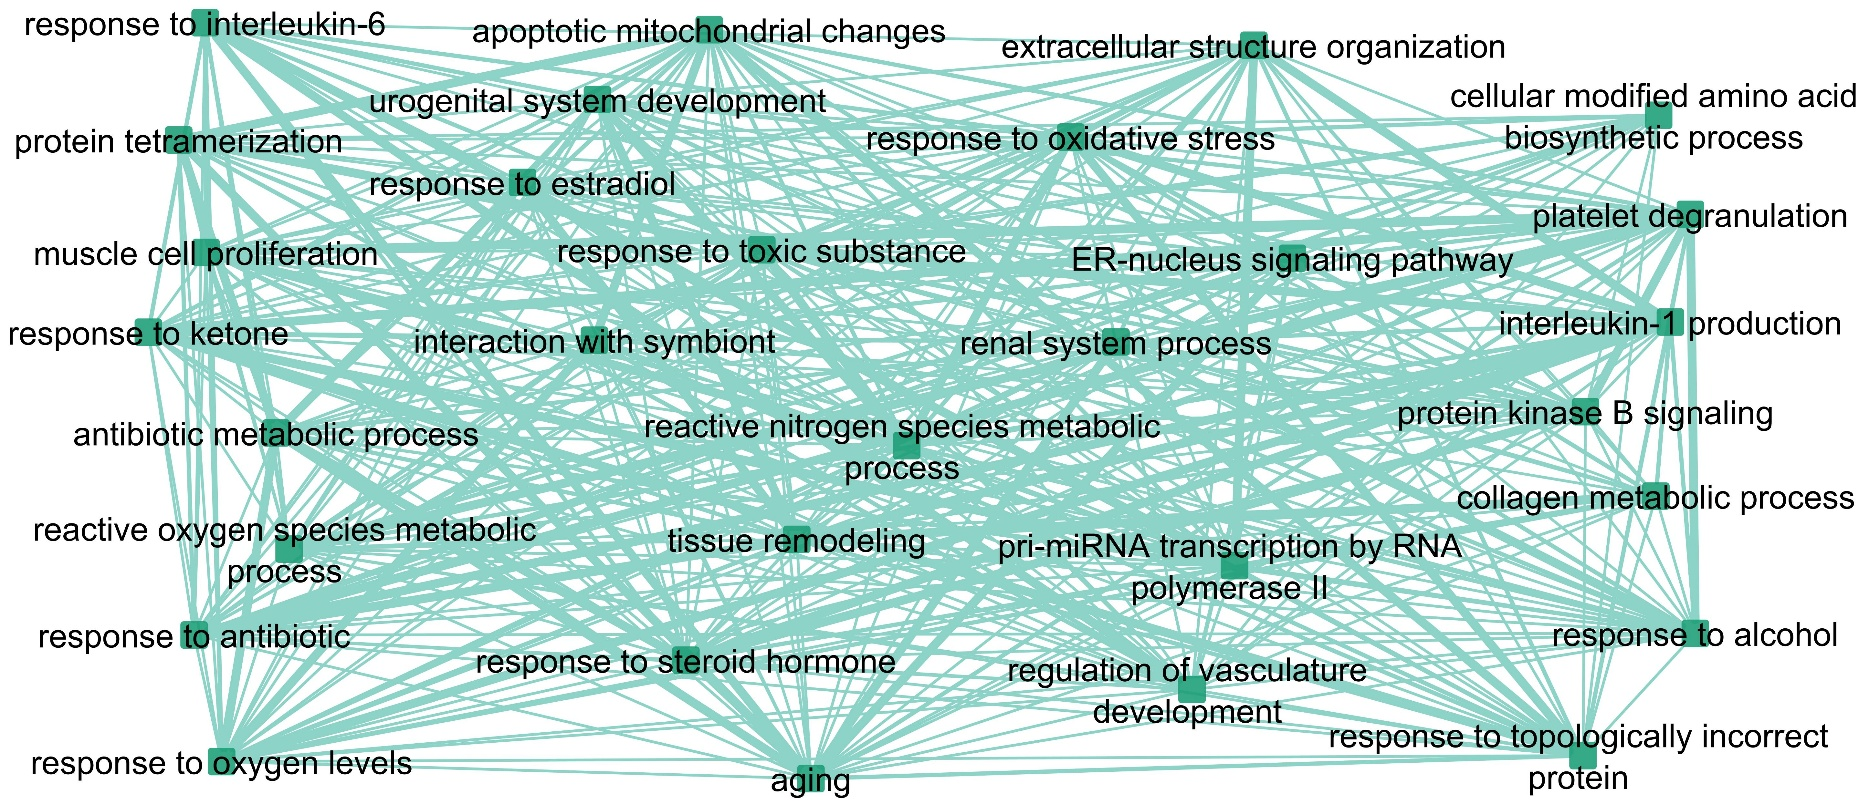 response to interleukin-6
apoptotic mitochondrial changes
extracellular structure organization
urogenital system development
cellular modified amino acid
biosynthetic process
protein tetramerization
response to oxidative stress
response to estradiol
platelet degranulation
muscle cell proliferation
response to toxic substance
ER-nucleus signaling pathway
response to ketone
interaction with symbiont
renal system process
interleukin-1 production
antibiotic metabolic process
reactive nitrogen species metabolic
process
protein kinase B signaling
collagen metabolic process
reactive oxygen species metabolic
process
tissue remodeling
pri-miRNA transcription by RNA
polymerase II
response to antibiotic
response to steroid hormone
regulation of vasculature
development
response to alcohol
response to oxygen levels
aging
response to topologically incorrect
protein